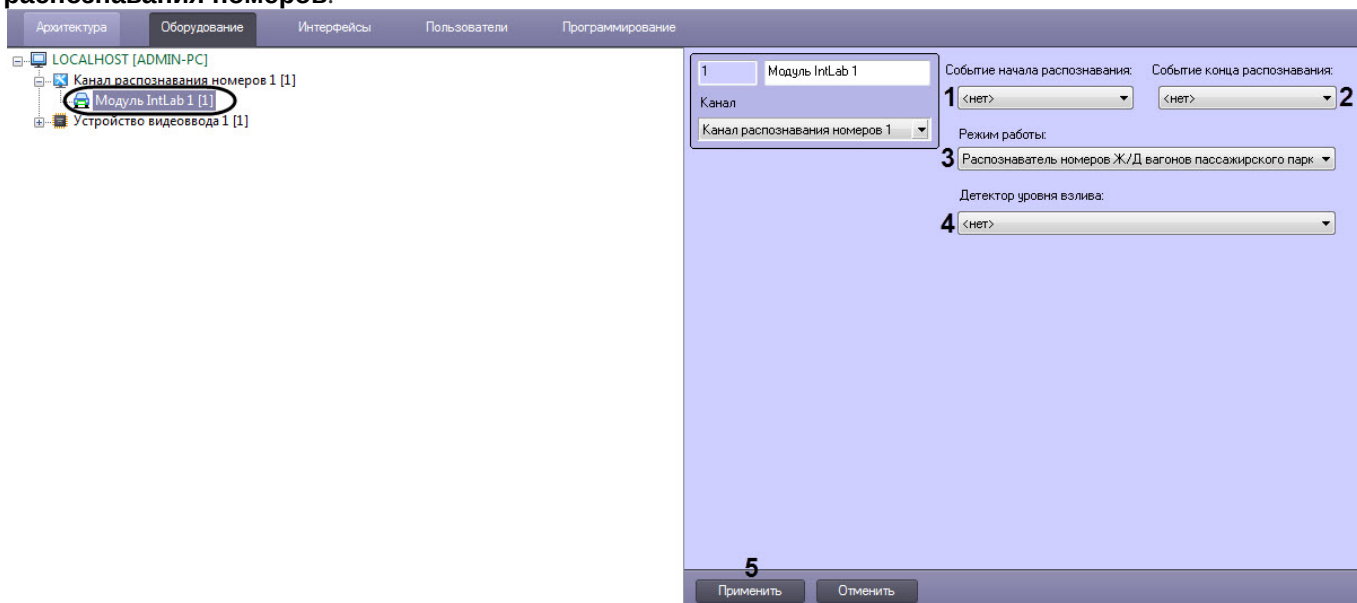 распознавания номеров.
Архитектура Оборудование Интерфейсы Пользователи Программирование
LOCALHOST [ADMIN-PC]
Канал распознавания номеров 1 [1]
Модуль IntLab 1 [1]
Устройство видеоввода 1 [1]
1 Модуль IntLab 1
Канал
Канал распознавания номеров 1
Событие начала распознавания: Событие конца распознавания:
1 <нет> <нет> 2
Режим работы:
3 Распознаватель номеров Ж/Д вагонов пассажирского парк
Детектор уровня взлива:
4 <нет>
5
Применить Отменить